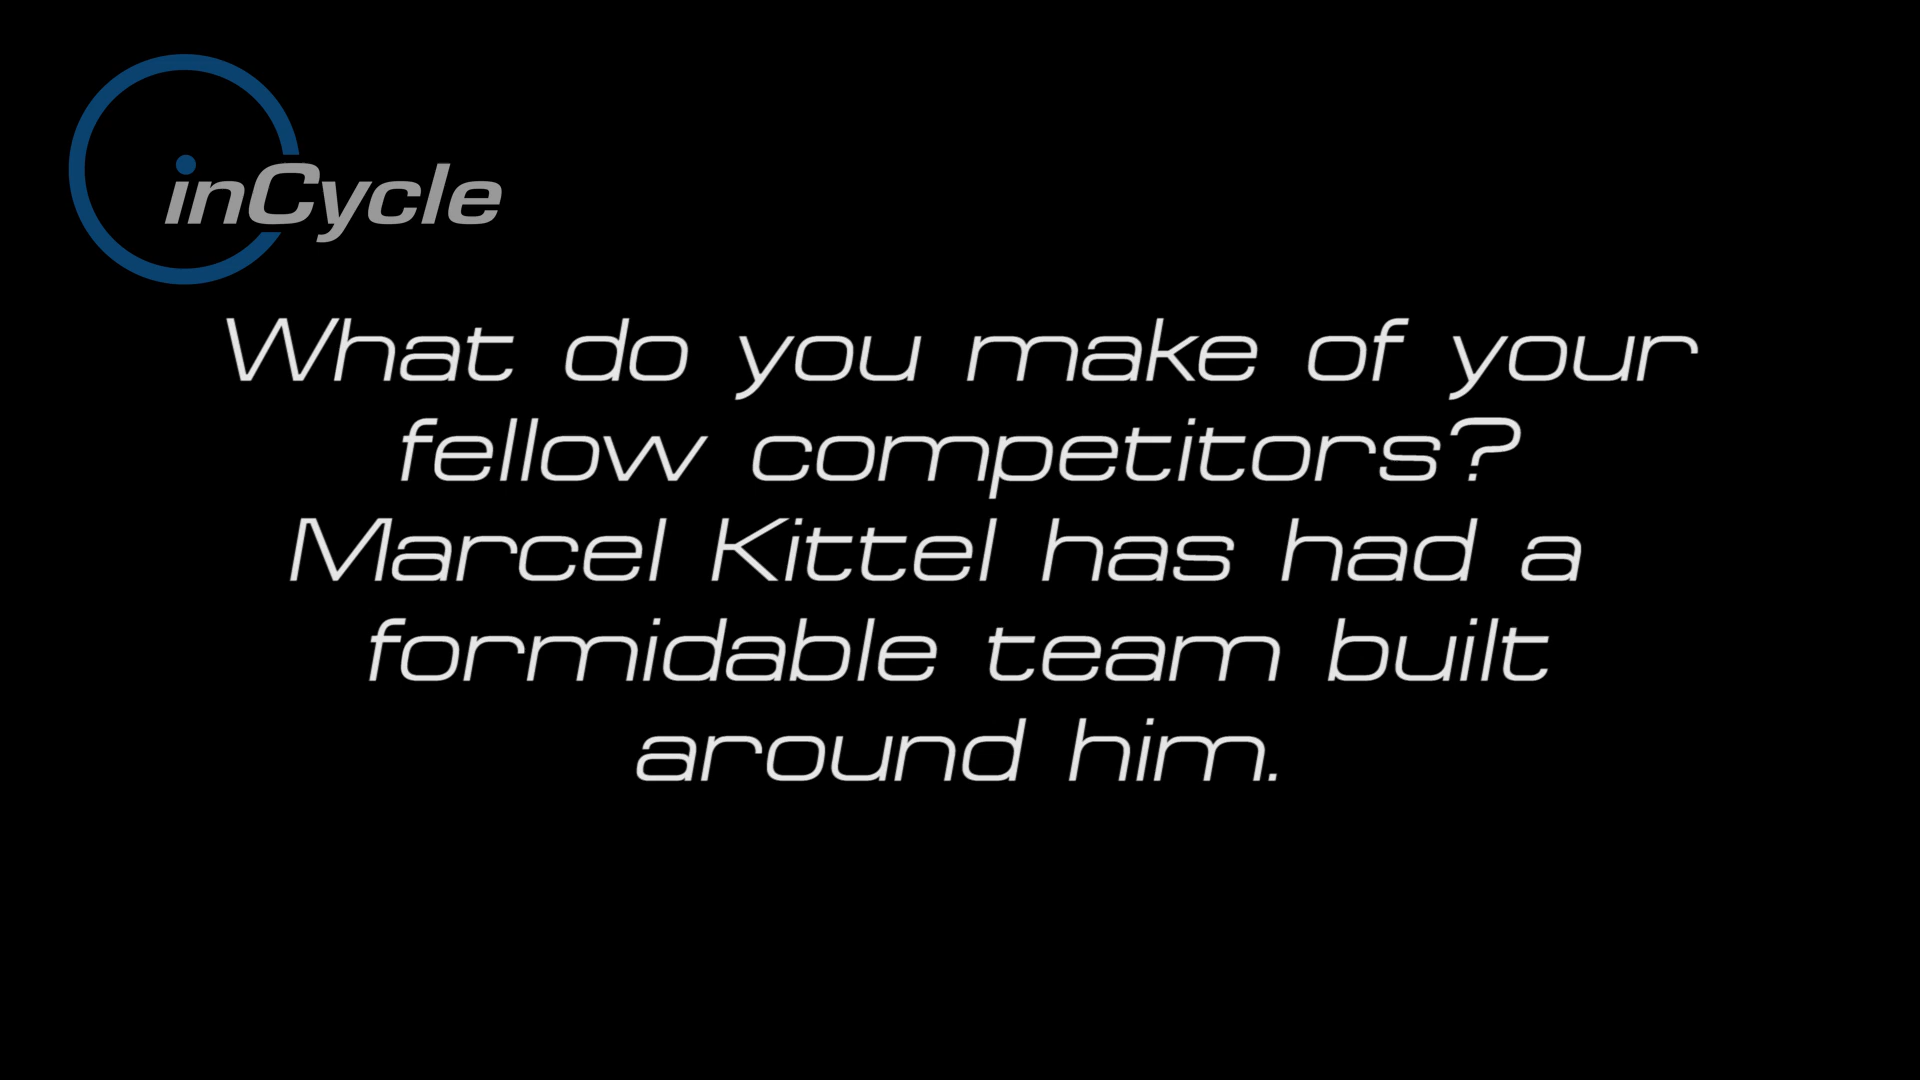 inCycle
What do you make of your
fellow competitors?
Marcel Kittel has had a
formidable team built
around him.